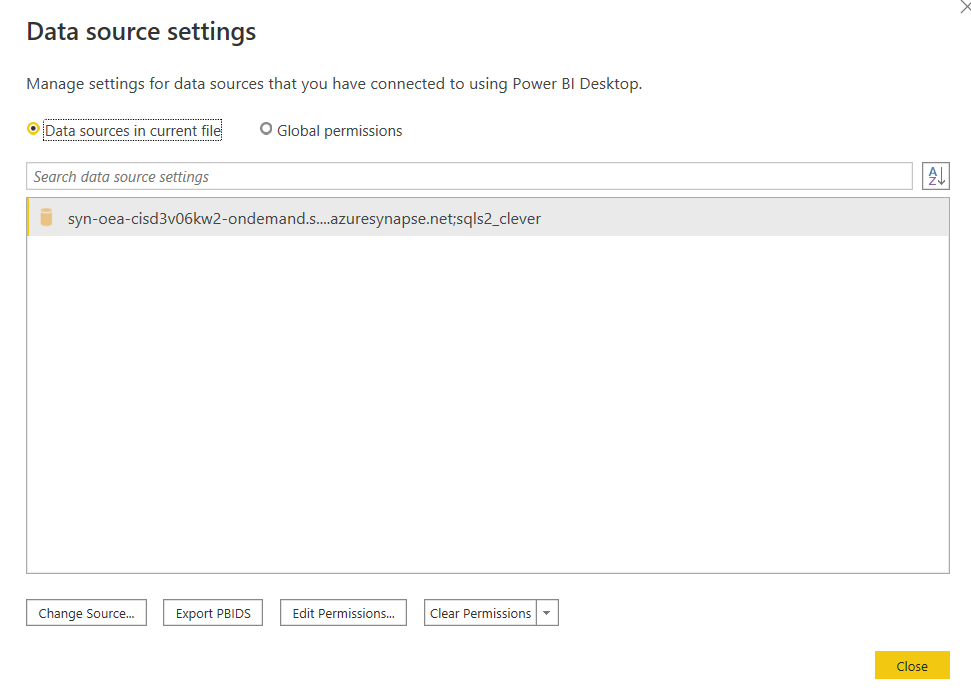 Data source settings
Manage settings for data sources that you have connected to using Power BI Desktop.
Data sources in current file
Global permissions
Search data source settings
A
Z
syn-oea-cisd3v06kw2-ondemand.s....azuresynapse.net;sqls2_clever
Change Source...
Export PBIDS
Edit Permissions...
Clear Permissions
Close